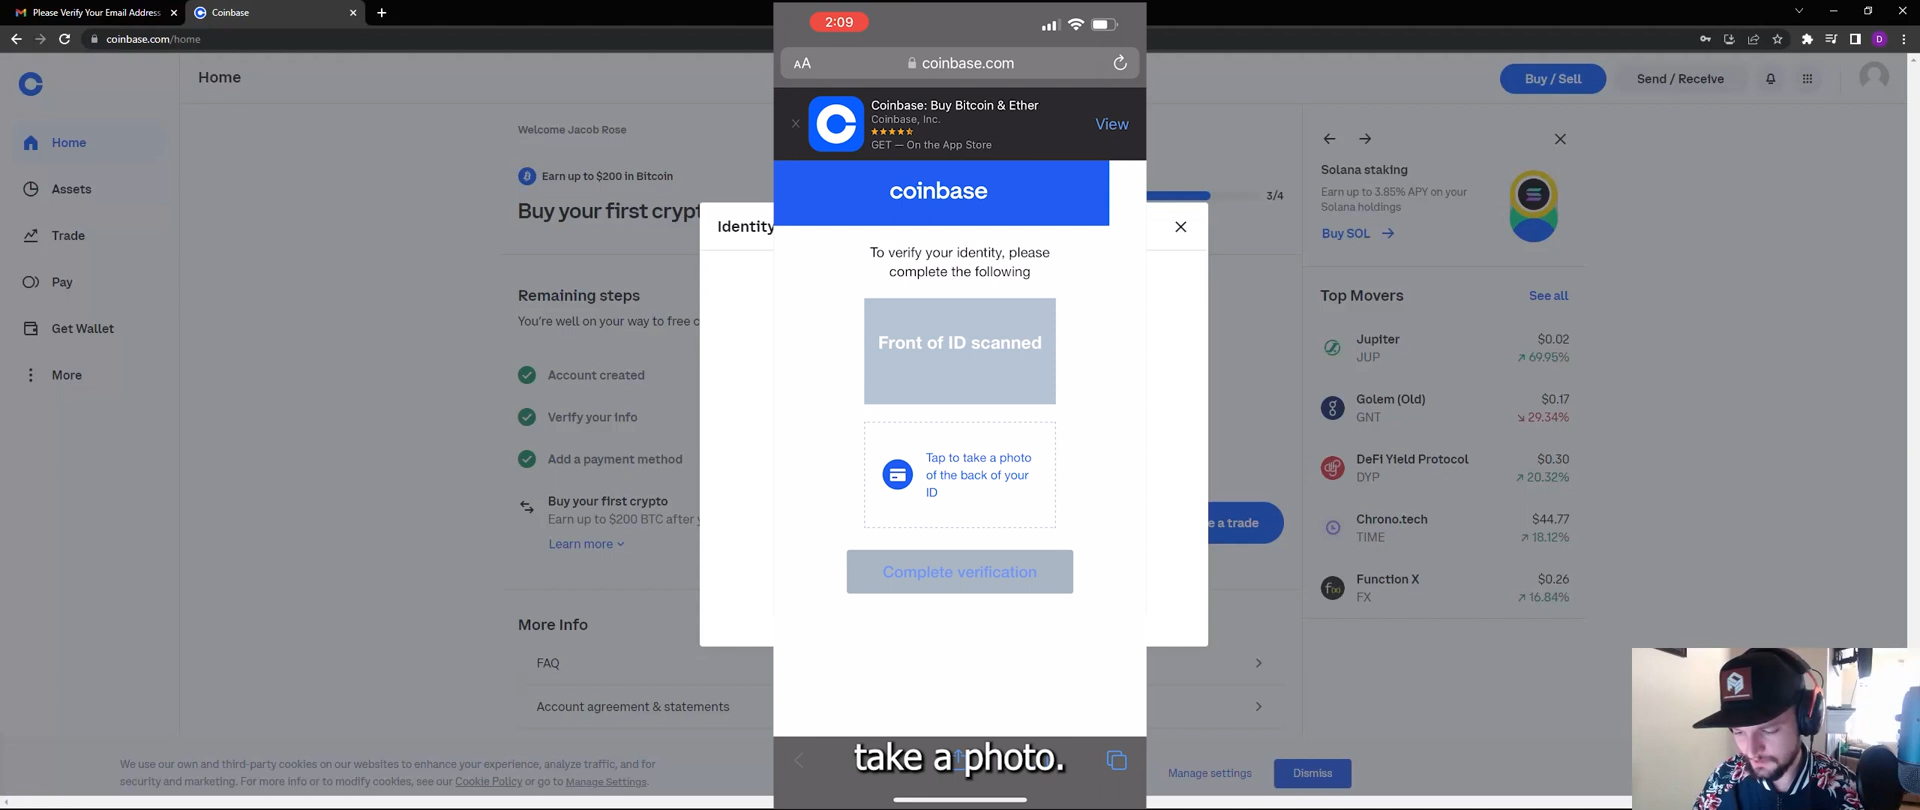 Please Verify Your Email Address
Coinbase
coinbase.com/home
Home
Buy / Sell
Send / Receive
Home
Assets
Trade
Pay
Get Wallet
More
Welcome Jacob Rose
Earn up to $200 in Bitcoin
3/4
Buy your first cryp
Remaining steps
You're well on your way to free c
Account created
Verify your info
Add a payment method
Buy your first crypto
Earn up to $200 BTC after y
Learn more
e a trade
More Info
FAQ
Account agreement & statements
Identity
2:09
AA
coinbase.com
Coinbase: Buy Bitcoin & Ether
Coinbase, Inc.
GET — On the App Store
View
coinbase
To verify your identity, please
complete the following
Front of ID scanned
Tap to take a photo
of the back of your
ID
Complete verification
take a photo.
Solana staking
Earn up to 3.85% APY on your
Solana holdings
Buy SOL
Top Movers
See all
Jupiter
$0.02
JUP
69.95%
Golem (Old)
$0.17
GNT
29.34%
DeFi Yield Protocol
$0.30
DYP
20.32%
Chrono.tech
$44.77
TIME
18.12%
Function X
$0.26
FX
16.84%
We use our own and third-party cookies on our websites to enhance your experience, analyze traffic, and for
security and marketing. For more info or to modify cookies, see our Cookie Policy or go to Manage Settings.
Manage settings
Dismiss